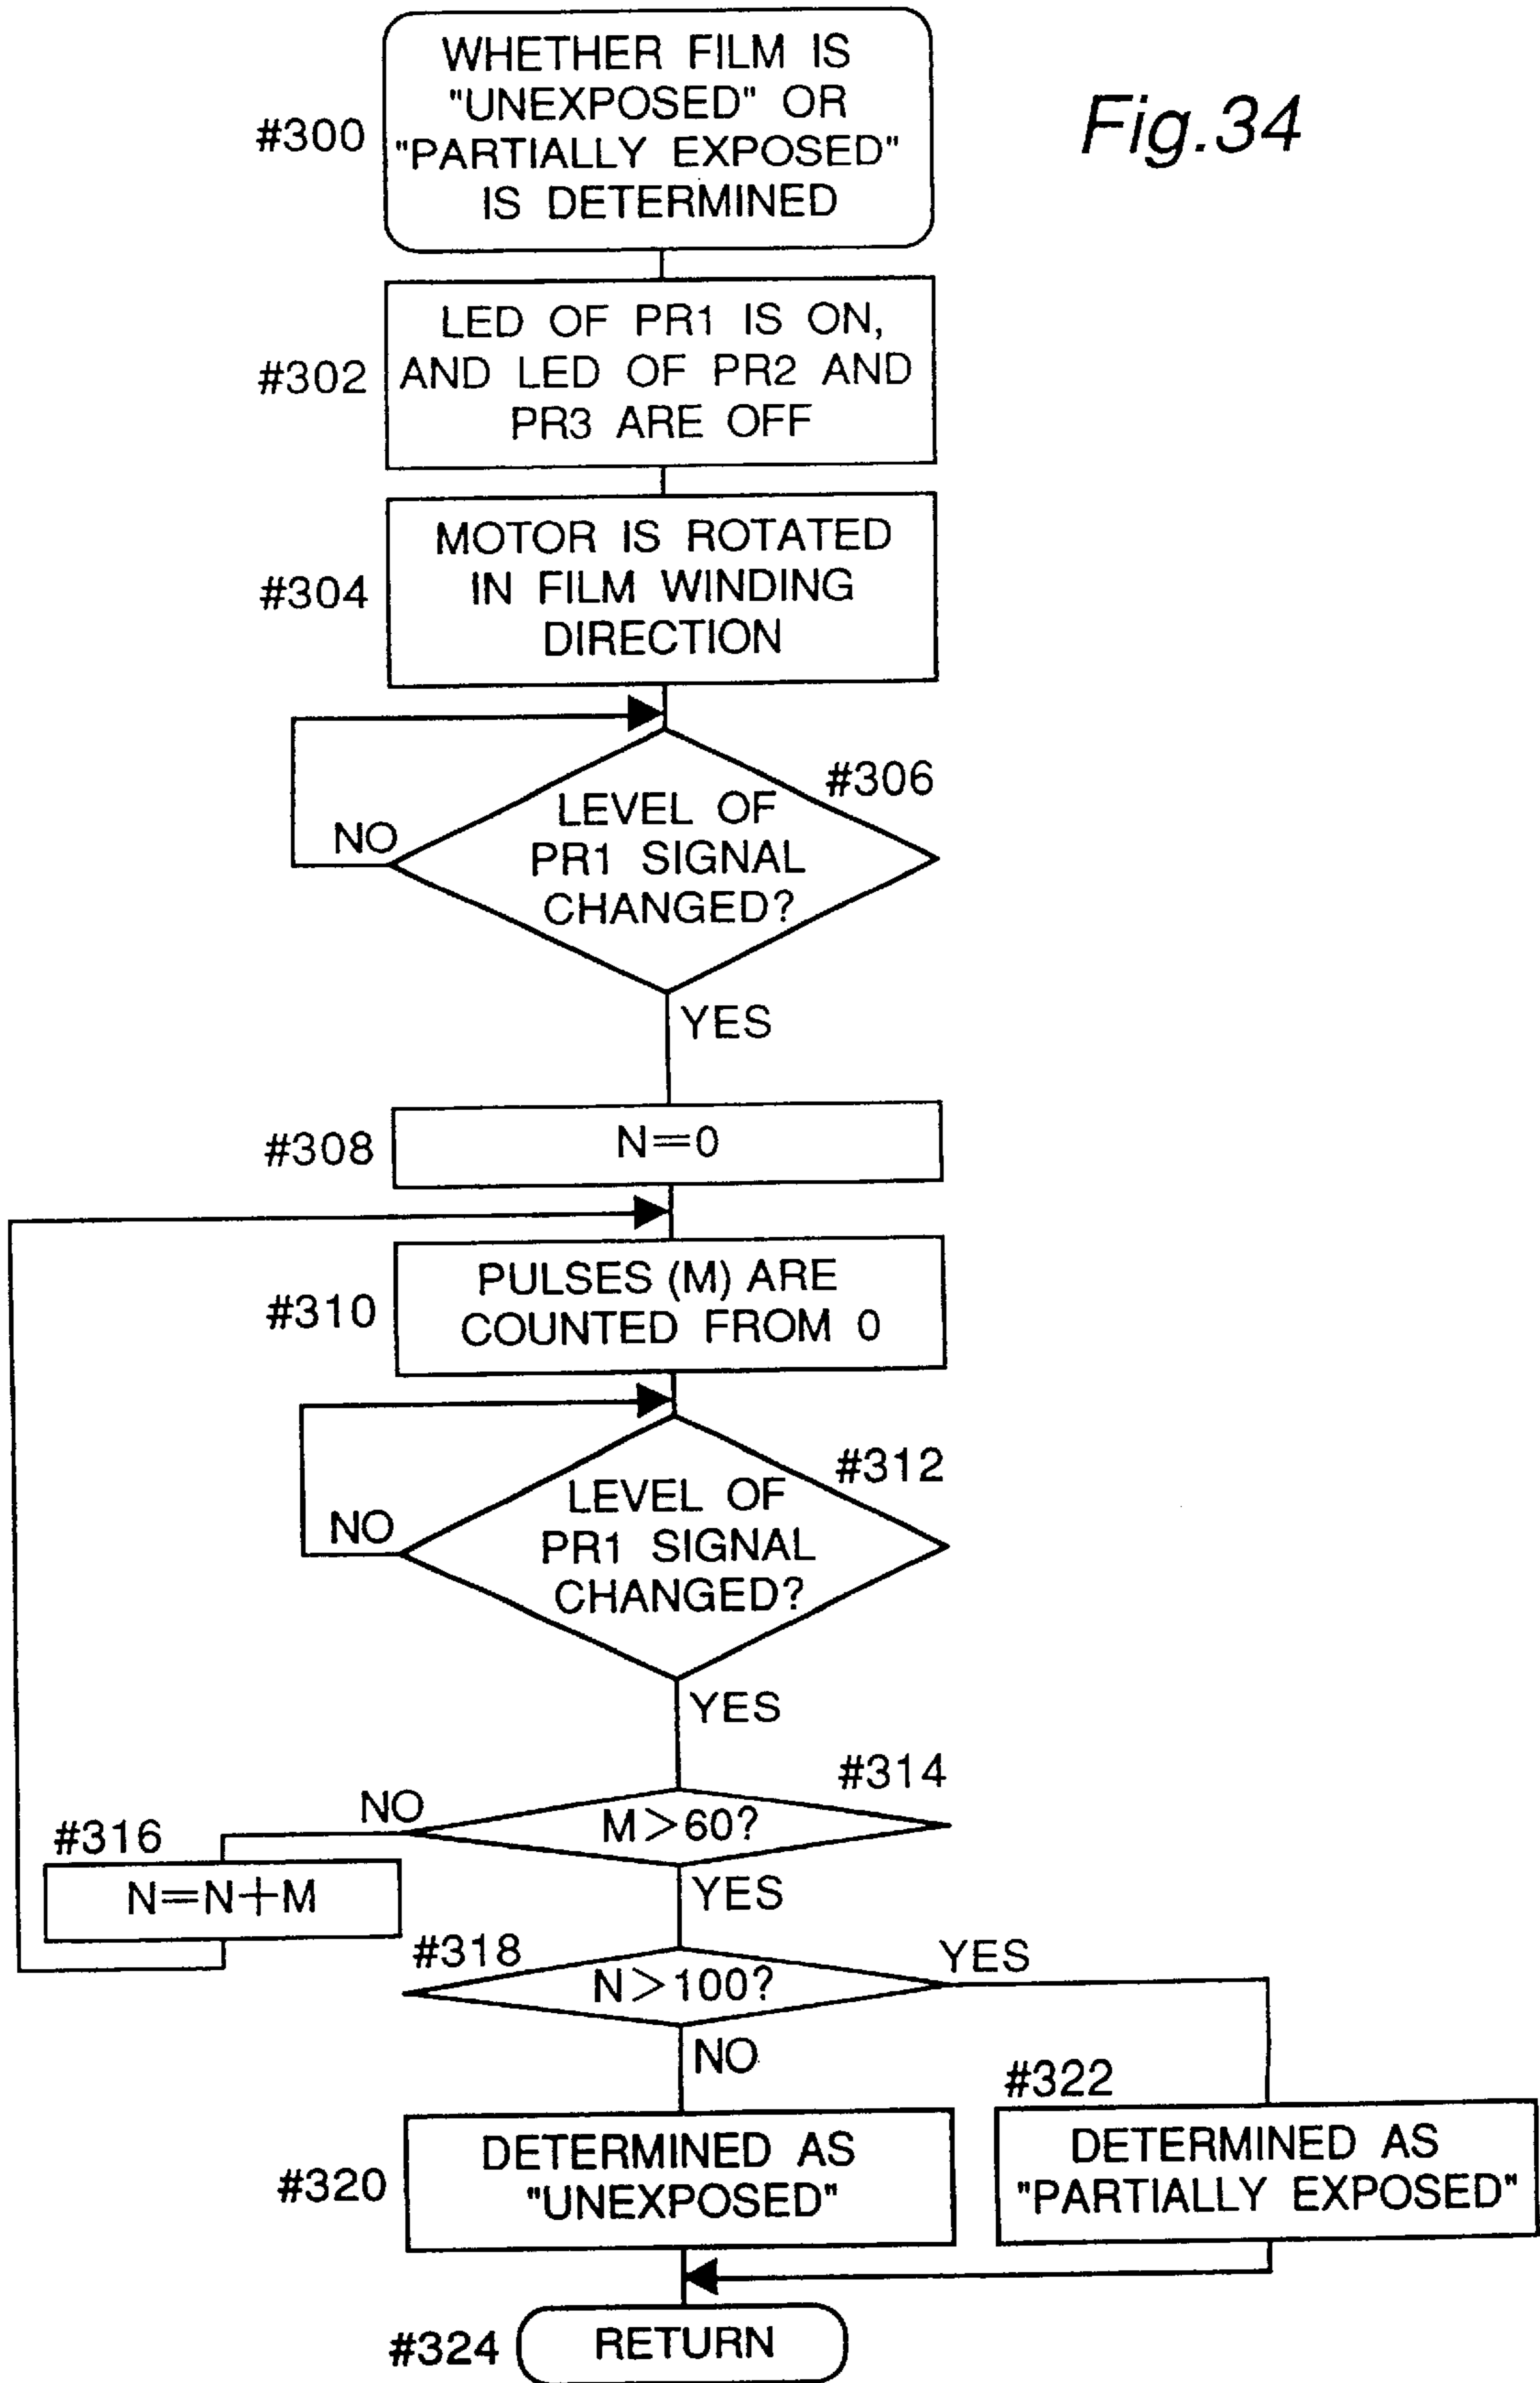 Fig.34
#300
WHETHER FILM IS
"UNEXPOSED" OR
"PARTIALLY EXPOSED"
IS DETERMINED
#302
LED OF PR1 IS ON,
AND LED OF PR2 AND
PR3 ARE OFF
#304
MOTOR IS ROTATED
IN FILM WINDING
DIRECTION
#306
LEVEL OF
PR1 SIGNAL
CHANGED?
NO
YES
#308
N=0
#310
PULSES (M) ARE
COUNTED FROM 0
#312
LEVEL OF
PR1 SIGNAL
CHANGED?
NO
YES
#314
M>60?
NO
#316
N=N+M
YES
#318
N>100?
YES
NO
#322
DETERMINED AS
"PARTIALLY EXPOSED"
#320
DETERMINED AS
"UNEXPOSED"
#324
RETURN